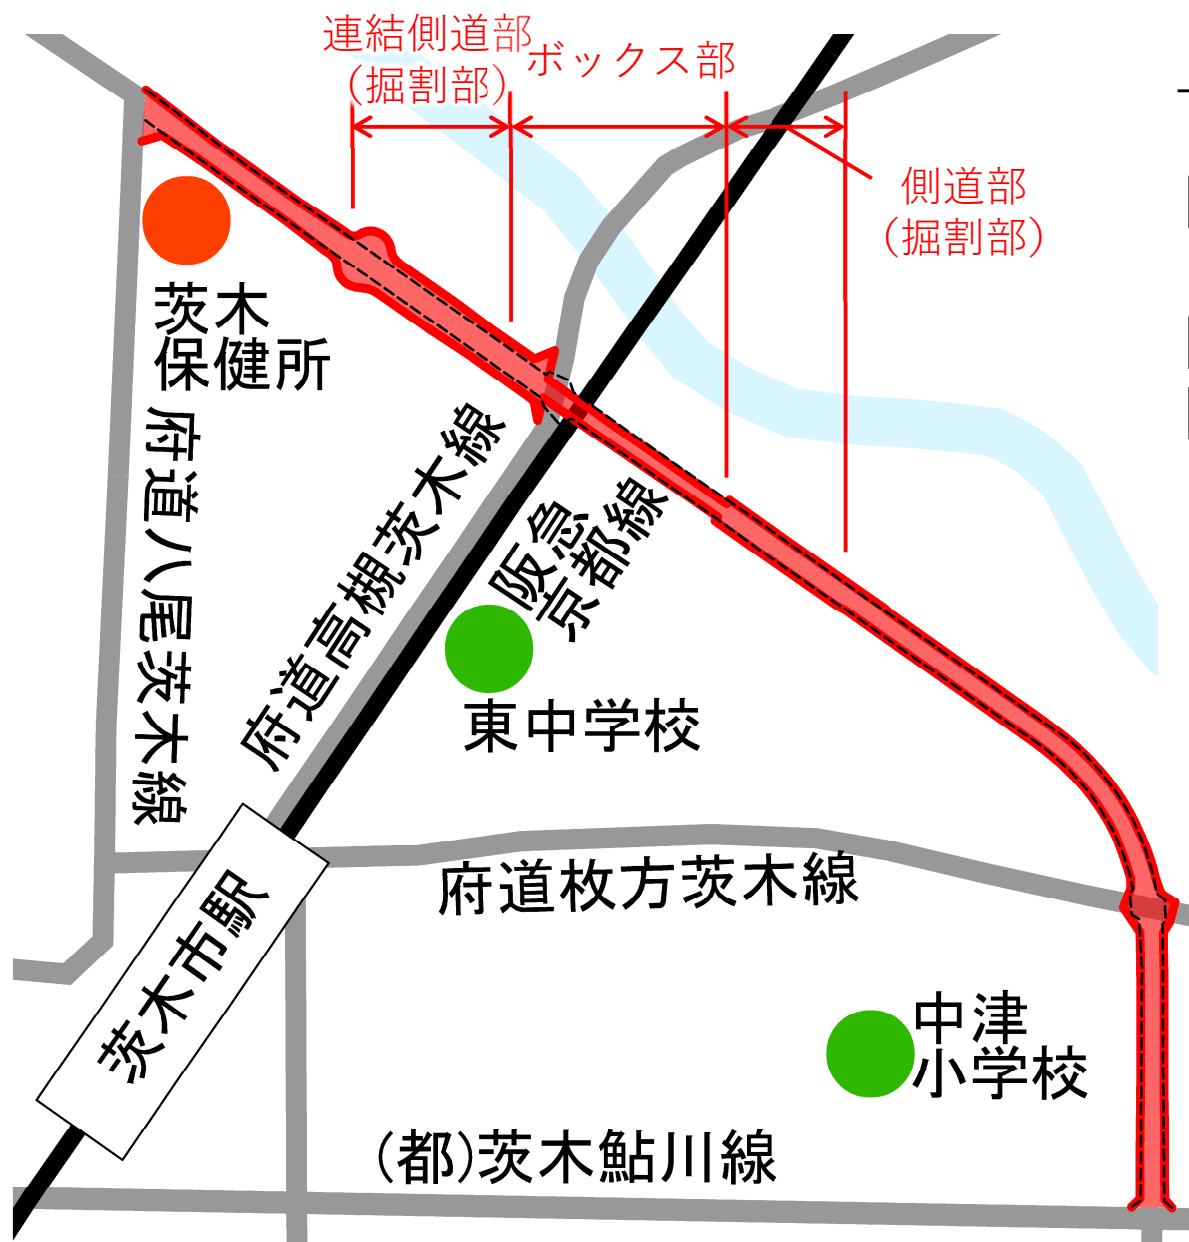 連結側道部
(掘割部)
ボックス部
側道部
(掘割部)
茨木
保健所
府道八尾茨木線
府道高槻茨木線
阪急
京都線
東中学校
府道枚方茨木線
茨木市駅
中津
小学校
(都)茨木鮎川線